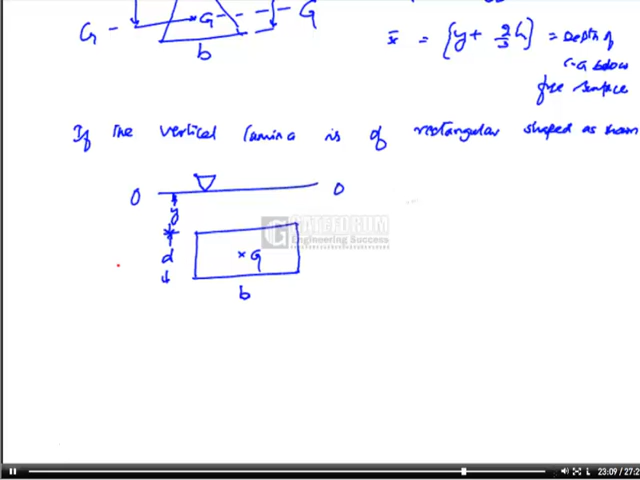 G - G - - - G
b
x̄ = [y + 2/3 h] = Depth of
C.G below
free surface
If the vertical lamina is of rectangular shaped as shown
0 0
y
GATEFORUM
Engineering Success
d G
b
23:09 / 27:2